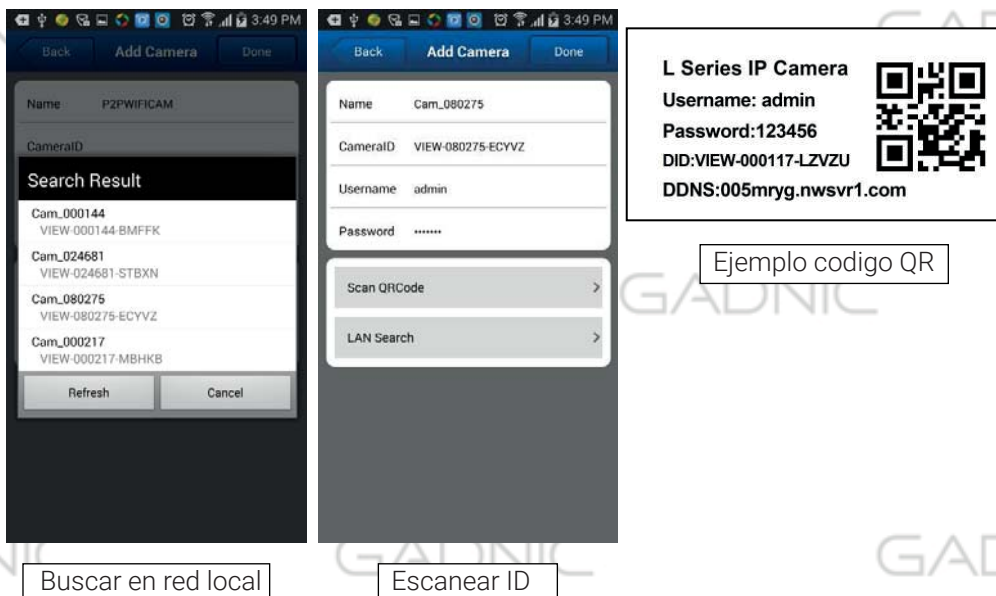 3:49 PM
Back Add Camera Done
Name P2PWIFICAM
CameraID
Search Result
Cam_000144
VIEW-000144-BMFFK
Cam_024681
VIEW-024681-STBXN
Cam_080275
VIEW-080275-ECYVZ
Cam_000217
VIEW-000217-MBHKB
Refresh Cancel
Buscar en red local
3:49 PM
Back Add Camera Done
Name Cam_080275
CameraID VIEW-080275-ECYVZ
Username admin
Password •••••••
Scan QRCode >
LAN Search >
Escanear ID
L Series IP Camera
Username: admin
Password:123456
DID:VIEW-000117-LZVZU
DDNS:005mryg.nwsvr1.com
Ejemplo codigo QR
GADNIC
GADNIC